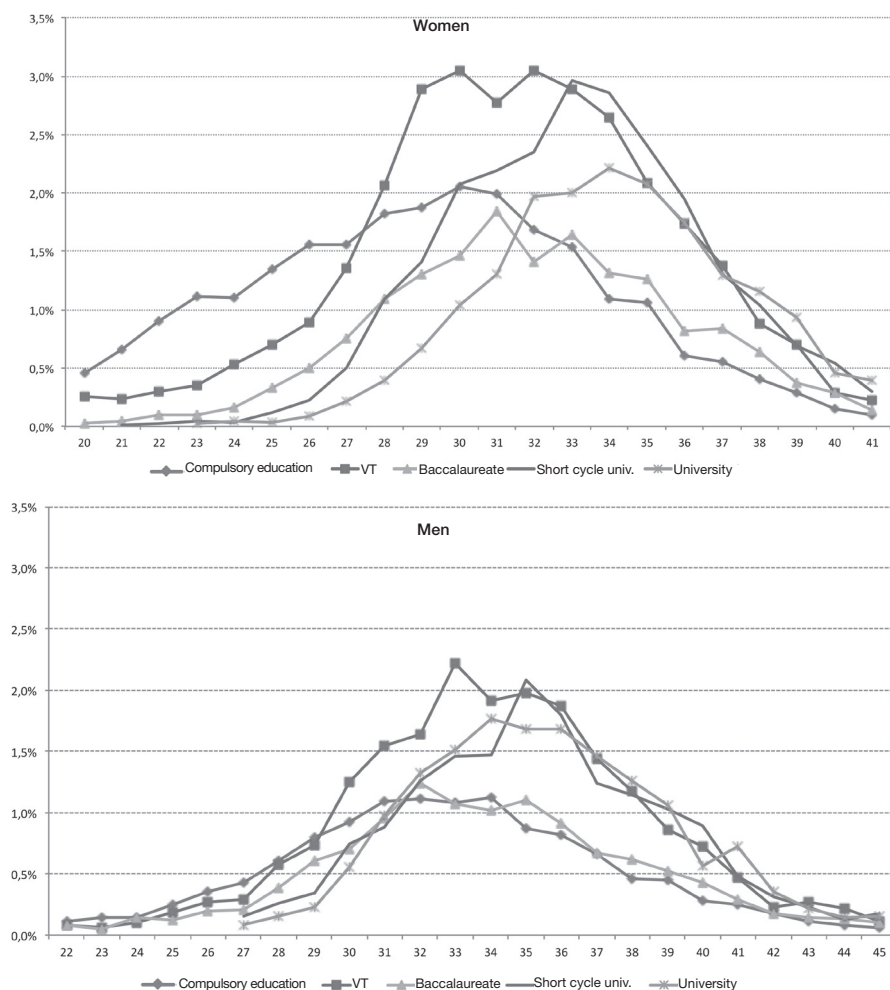 Women
3,5%
3,0%
2,5%
2,0%
1,5%
1,0%
0,5%
0,0%
20 21 22 23 24 25 26 27 28 29 30 31 32 33 34 35 36 37 38 39 40 41
Compulsory education VT Baccalaureate Short cycle univ. University
Men
3,5%
3,0%
2,5%
2,0%
1,5%
1,0%
0,5%
0,0%
22 23 24 25 26 27 28 29 30 31 32 33 34 35 36 37 38 39 40 41 42 43 44 45
Compulsory education VT Baccalaureate Short cycle univ. University